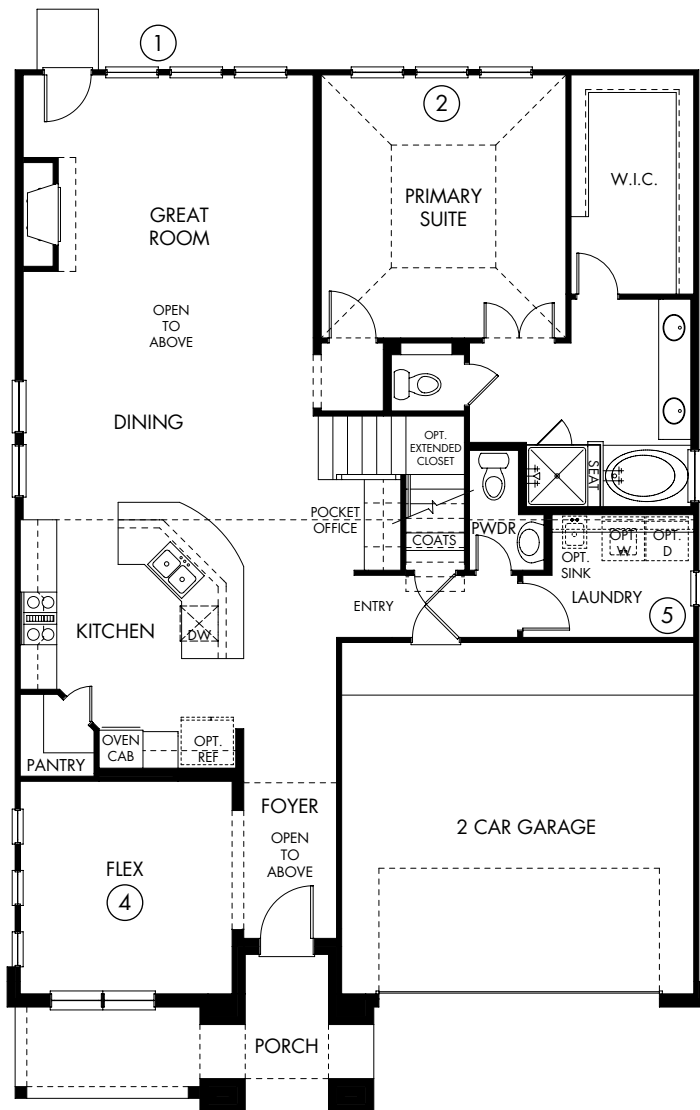 1
2
PRIMARY
SUITE
W.I.C.
GREAT
ROOM
OPEN
TO
ABOVE
DINING
OPT.
EXTENDED
CLOSET
SEAT
POCKET
OFFICE
COATS
PWDR
OPT.
SINK
OPT.
W
OPT.
D
LAUNDRY
5
ENTRY
KITCHEN
DW
OVEN
CAB
OPT.
REF
PANTRY
FOYER
OPEN
TO
ABOVE
2 CAR GARAGE
FLEX
4
PORCH